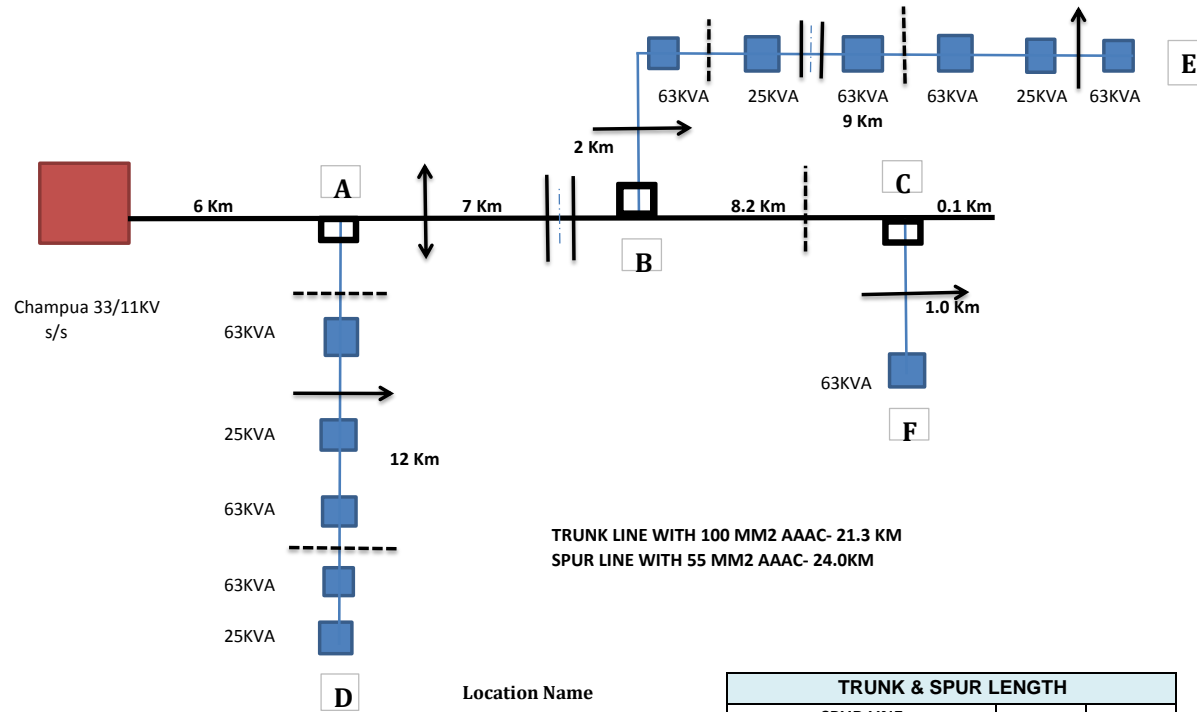 E
63KVA 25KVA 63KVA 63KVA 25KVA 63KVA
9 Km
2 Km
A
C
6 Km
7 Km
8.2 Km
0.1 Km
B
Champua 33/11KV
s/s
1.0 Km
63KVA
63KVA
F
25KVA
12 Km
63KVA
TRUNK LINE WITH 100 MM2 AAAC- 21.3 KM
SPUR LINE WITH 55 MM2 AAAC- 24.0KM
63KVA
25KVA
D
Location Name
TRUNK & SPUR LENGTH